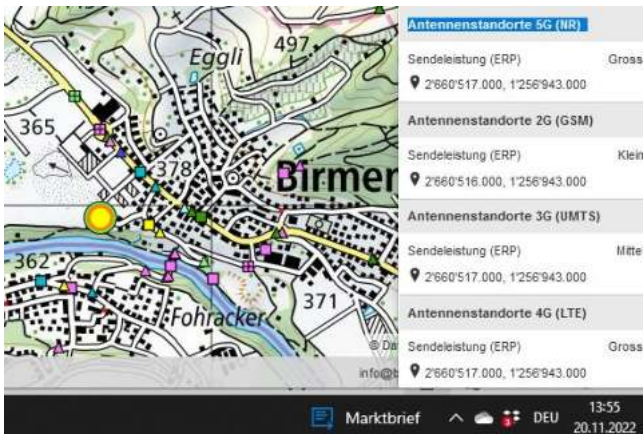 Eggli
497
365
378
Birmen
362
371
Fohracker
© Da
info@b
Antennenstandorte 5G (NR)
Sendeleistung (ERP) Gross
2'660'517.000, 1'256'943.000
Antennenstandorte 2G (GSM)
Sendeleistung (ERP) Klein
2'660'516.000, 1'256'943.000
Antennenstandorte 3G (UMTS)
Sendeleistung (ERP) Mitte
2'660'517.000, 1'256'943.000
Antennenstandorte 4G (LTE)
Sendeleistung (ERP) Gross
2'660'517.000, 1'256'943.000
Marktbrief DEU 13:55
20.11.2022